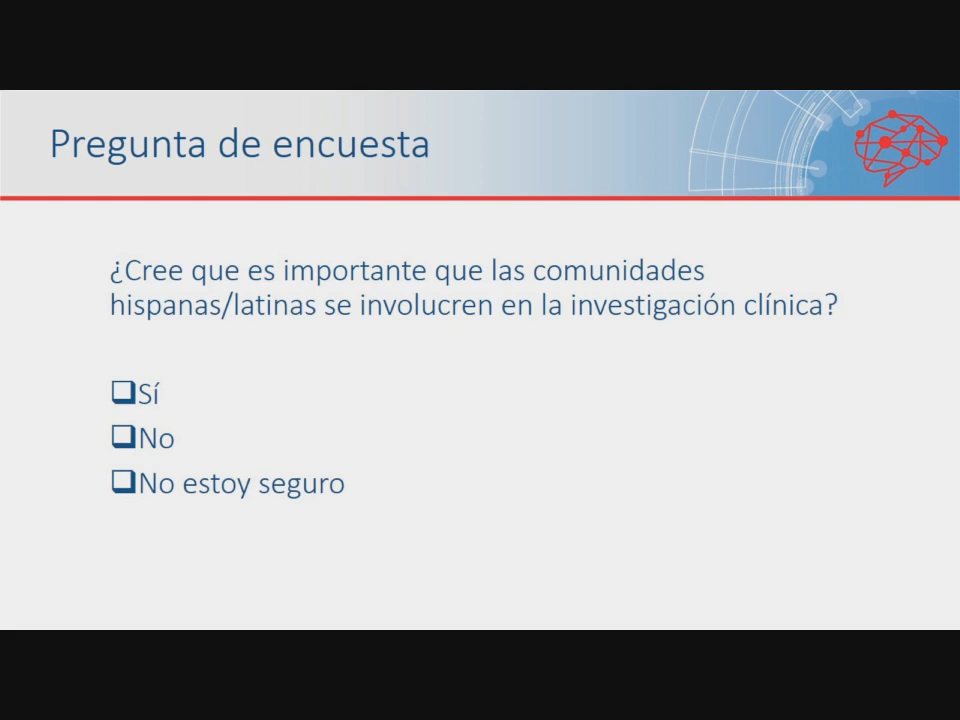 Pregunta de encuesta
¿Cree que es importante que las comunidades
hispanas/latinas se involucren en la investigación clínica?
❑Sí
❑No
❑No estoy seguro